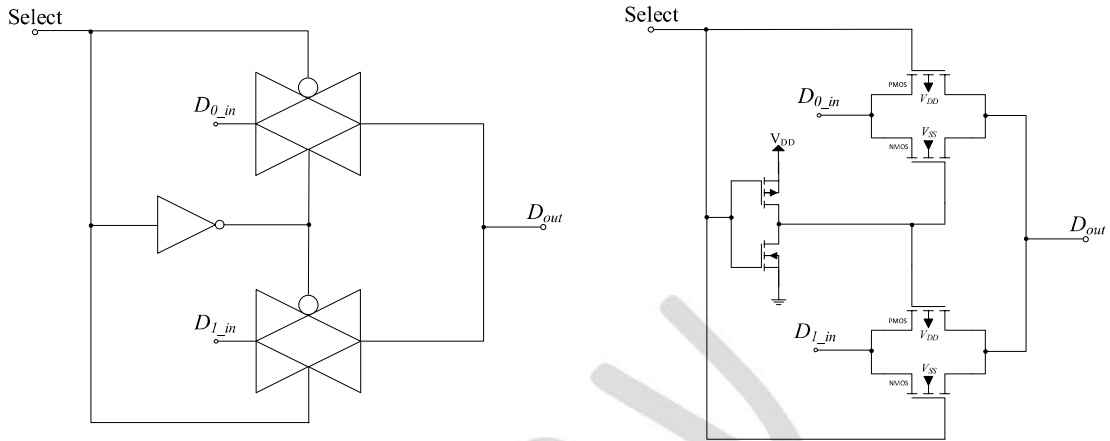 Select
D0_in
D1_in
Dout
Select
PMOS
VDD
D0_in
VSS
NMOS
VDD
Dout
PMOS
VDD
D1_in
VSS
NMOS